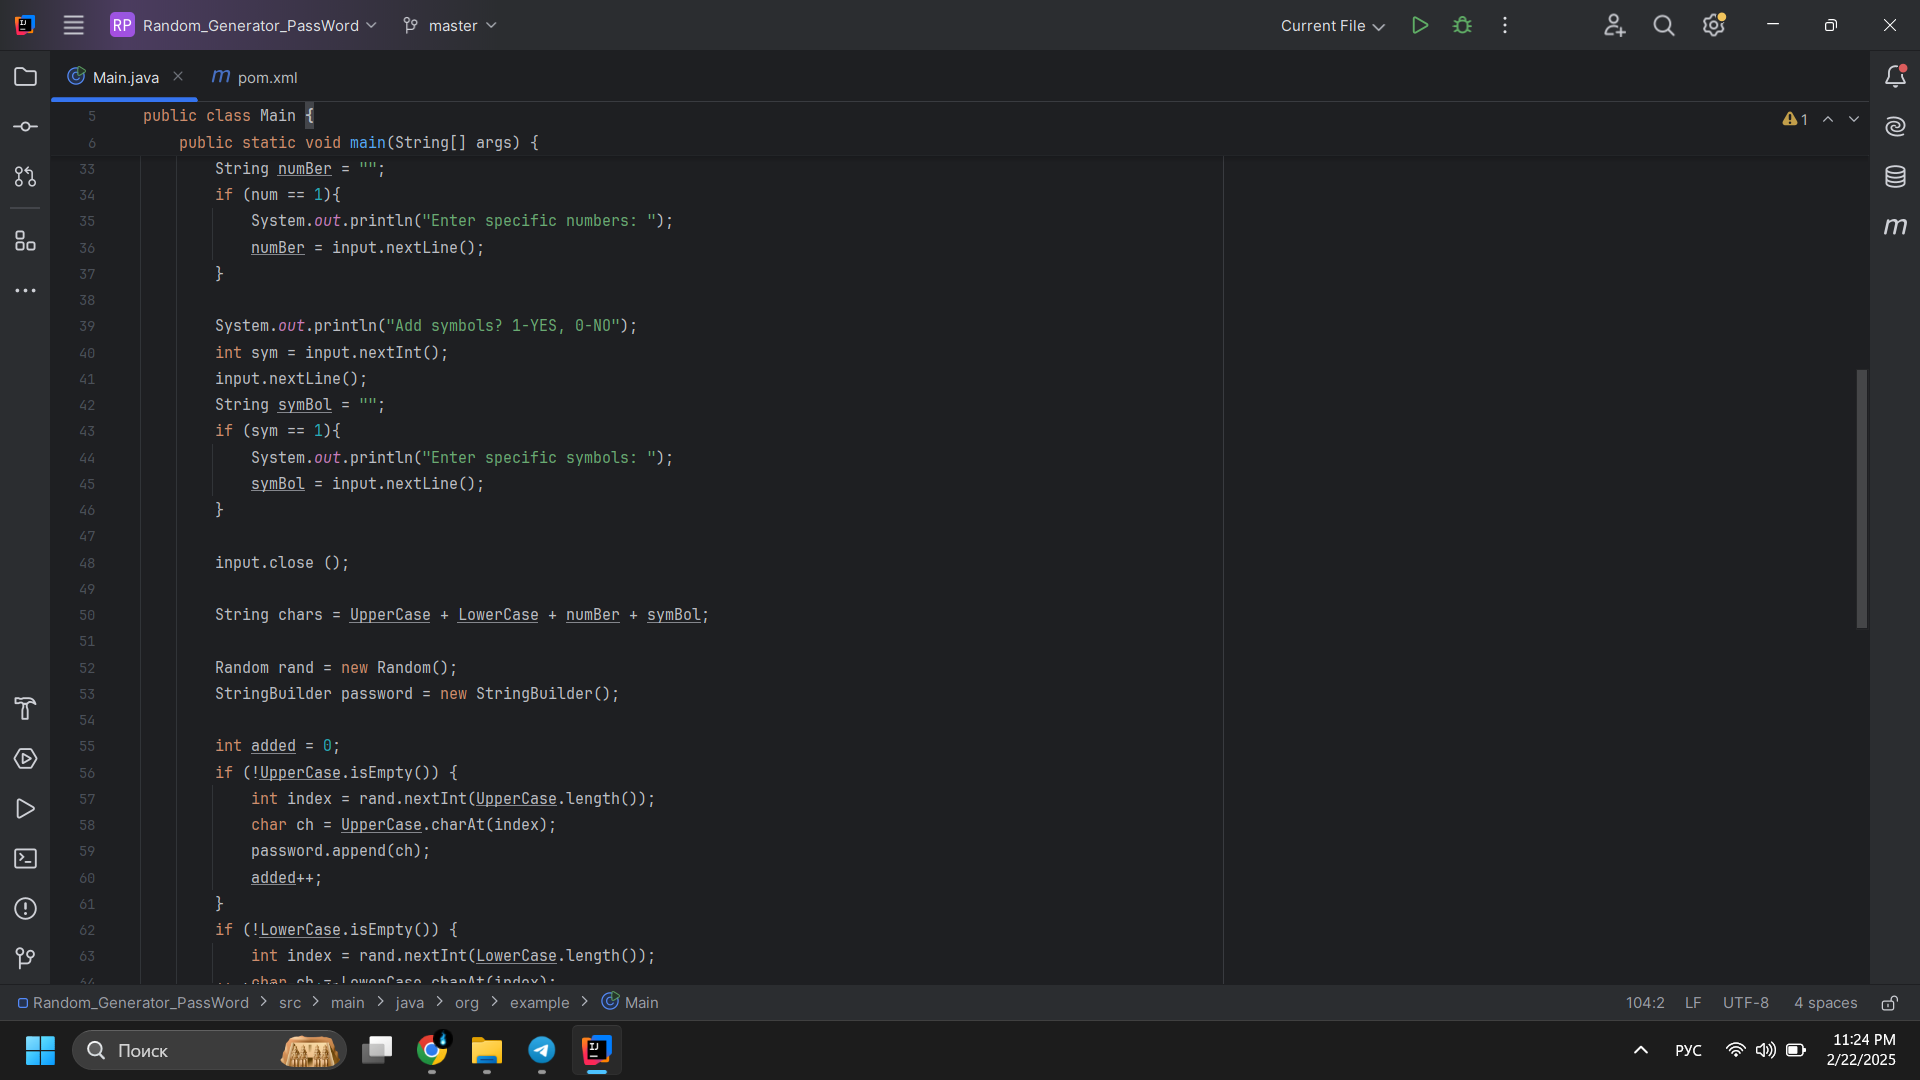 RP Random_Generator_PassWord master Current File
Main.java m pom.xml
5 public class Main {
6 public static void main(String[] args) {
1
33 String numBer = "";
34 if (num == 1){
35 System.out.println("Enter specific numbers: ");
36 numBer = input.nextLine();
37 }
38
39 System.out.println("Add symbols? 1-YES, 0-NO");
40 int sym = input.nextInt();
41 input.nextLine();
42 String symBol = "";
43 if (sym == 1){
44 System.out.println("Enter specific symbols: ");
45 symBol = input.nextLine();
46 }
47
48 input.close ();
49
50 String chars = UpperCase + LowerCase + numBer + symBol;
51
52 Random rand = new Random();
53 StringBuilder password = new StringBuilder();
54
55 int added = 0;
56 if (!UpperCase.isEmpty()) {
57 int index = rand.nextInt(UpperCase.length());
58 char ch = UpperCase.charAt(index);
59 password.append(ch);
60 added++;
61 }
62 if (!LowerCase.isEmpty()) {
63 int index = rand.nextInt(LowerCase.length());
64 char ch = LowerCase.charAt(index);
m
Random_Generator_PassWord > src > main > java > org > example > Main 104:2 LF UTF-8 4 spaces
Поиск РУС 11:24 PM
2/22/2025